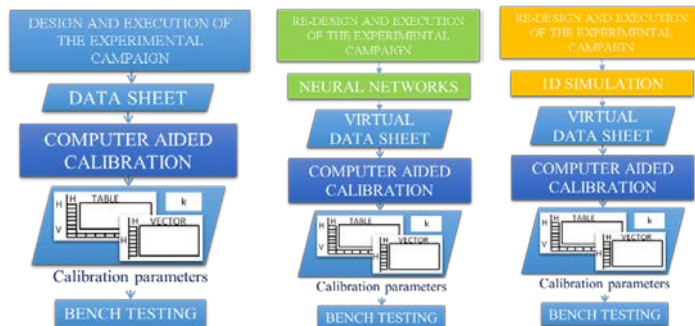 DESIGN AND EXECUTION OF
THE EXPERIMENTAL
CAMPAIGN
DATA SHEET
COMPUTER AIDED
CALIBRATION
H
H
TABLE
k
V
H
VECTOR
H
Calibration parameters
BENCH TESTING
RE-DESIGN AND EXECUTION
OF THE EXPERIMENTAL
CAMPAIGN
NEURAL NETWORKS
VIRTUAL
DATA SHEET
COMPUTER AIDED
CALIBRATION
H
H
TABLE
k
V
H
VECTOR
H
Calibration parameters
BENCH TESTING
RE-DESIGN AND EXECUTION
OF THE EXPERIMENTAL
CAMPAIGN
1D SIMULATION
VIRTUAL
DATA SHEET
COMPUTER AIDED
CALIBRATION
H
H
TABLE
k
V
H
VECTOR
H
Calibration parameters
BENCH TESTING